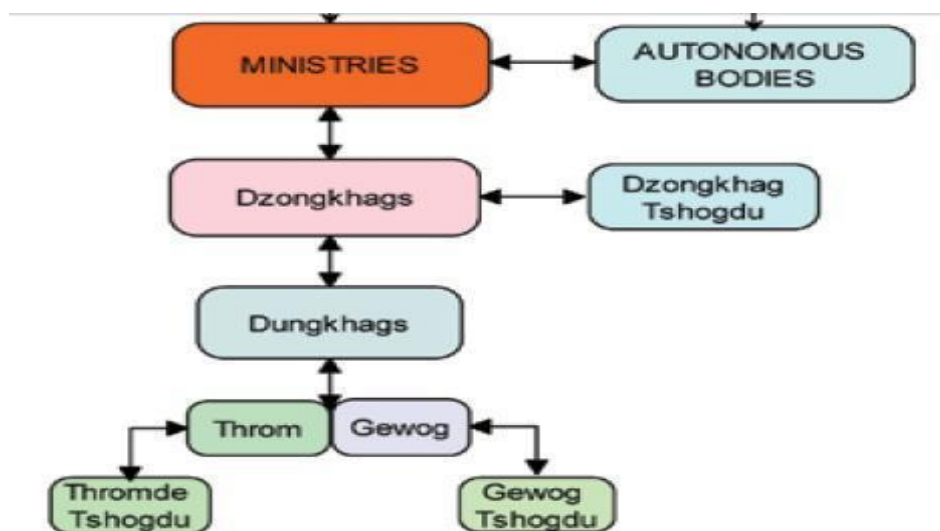 MINISTRIES
AUTONOMOUS
BODIES
Dzongkhags
Dzongkhag
Tshogdu
Dungkhags
Throm
Gewog
Thromde
Tshogdu
Gewog
Tshogdu